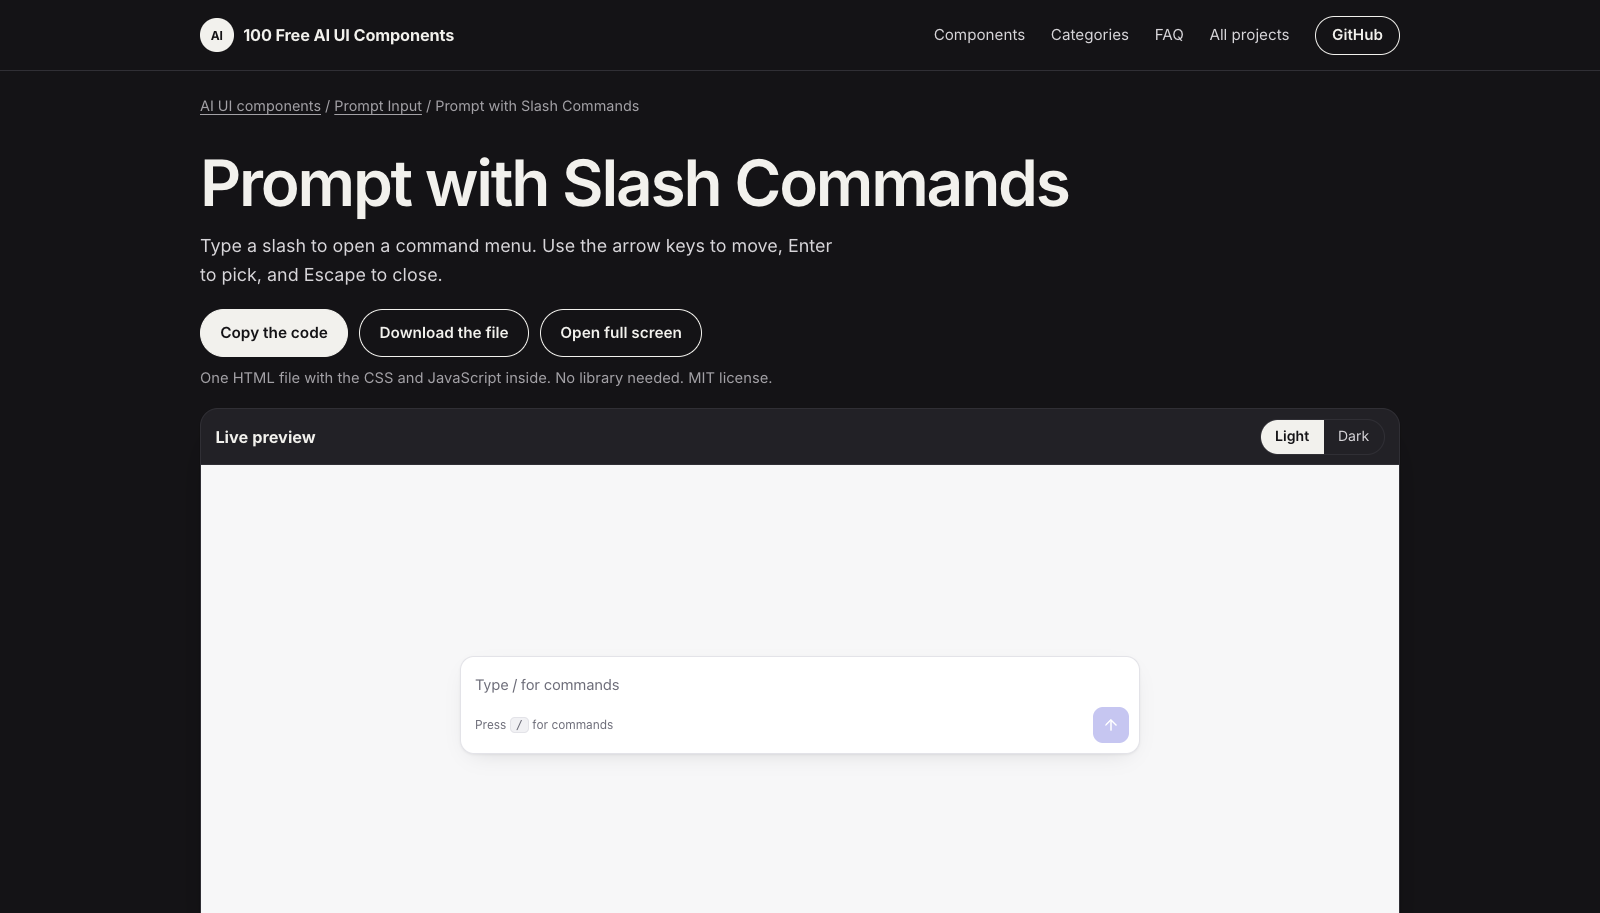 AI
100 Free AI UI Components
Components
Categories
FAQ
All projects
GitHub
AI UI components / Prompt Input / Prompt with Slash Commands
Prompt with Slash Commands
Type a slash to open a command menu. Use the arrow keys to move, Enter
to pick, and Escape to close.
Copy the code
Download the file
Open full screen
One HTML file with the CSS and JavaScript inside. No library needed. MIT license.
Live preview
Light
Dark
Type / for commands
Press / for commands